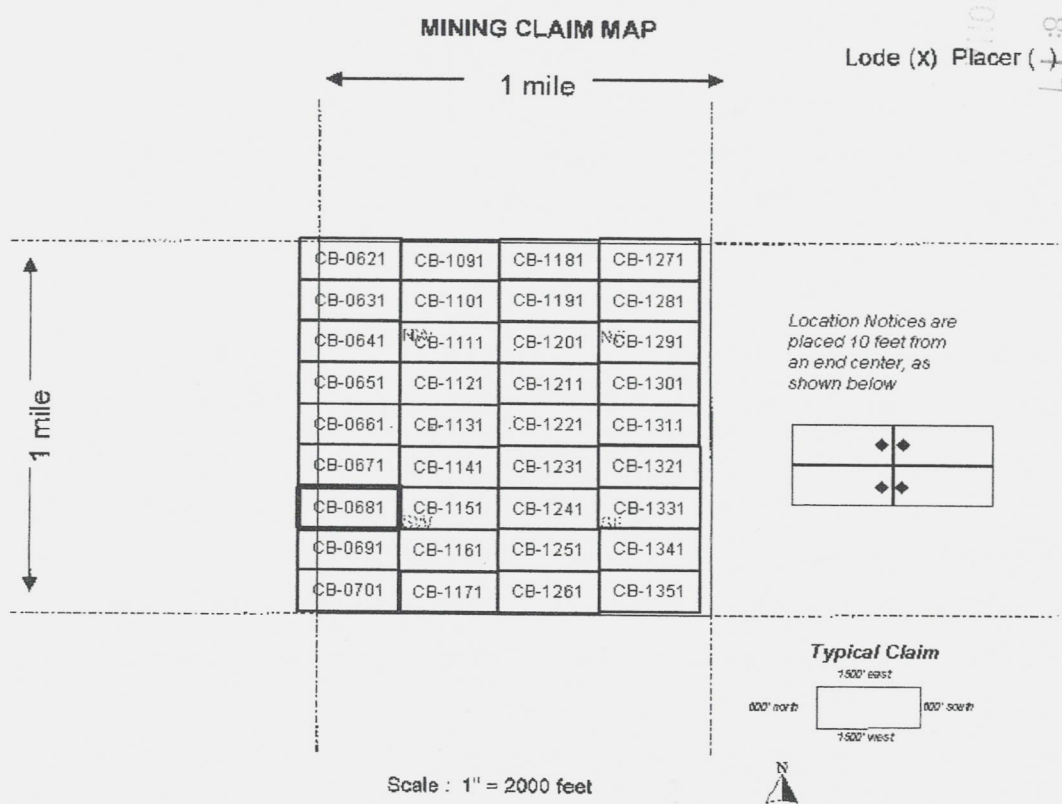 MINING CLAIM MAP
Lode (x) Placer ( )
1 mile
1 mile
CB-0621 CB-1091 CB-1181 CB-1271
CB-0631 CB-1101 CB-1191 CB-1281
CB-0641 NW CB-1111 CB-1201 NE CB-1291
CB-0651 CB-1121 CB-1211 CB-1301
CB-0661 CB-1131 CB-1221 CB-1311
CB-0671 CB-1141 CB-1231 CB-1321
CB-0681 SW CB-1151 CB-1241 SE CB-1331
CB-0691 CB-1161 CB-1251 CB-1341
CB-0701 CB-1171 CB-1261 CB-1351
Location Notices are
placed 10 feet from
an end center, as
shown below
Typical Claim
1500' east
600' north 600' south
1500' west
N
Scale : 1" = 2000 feet